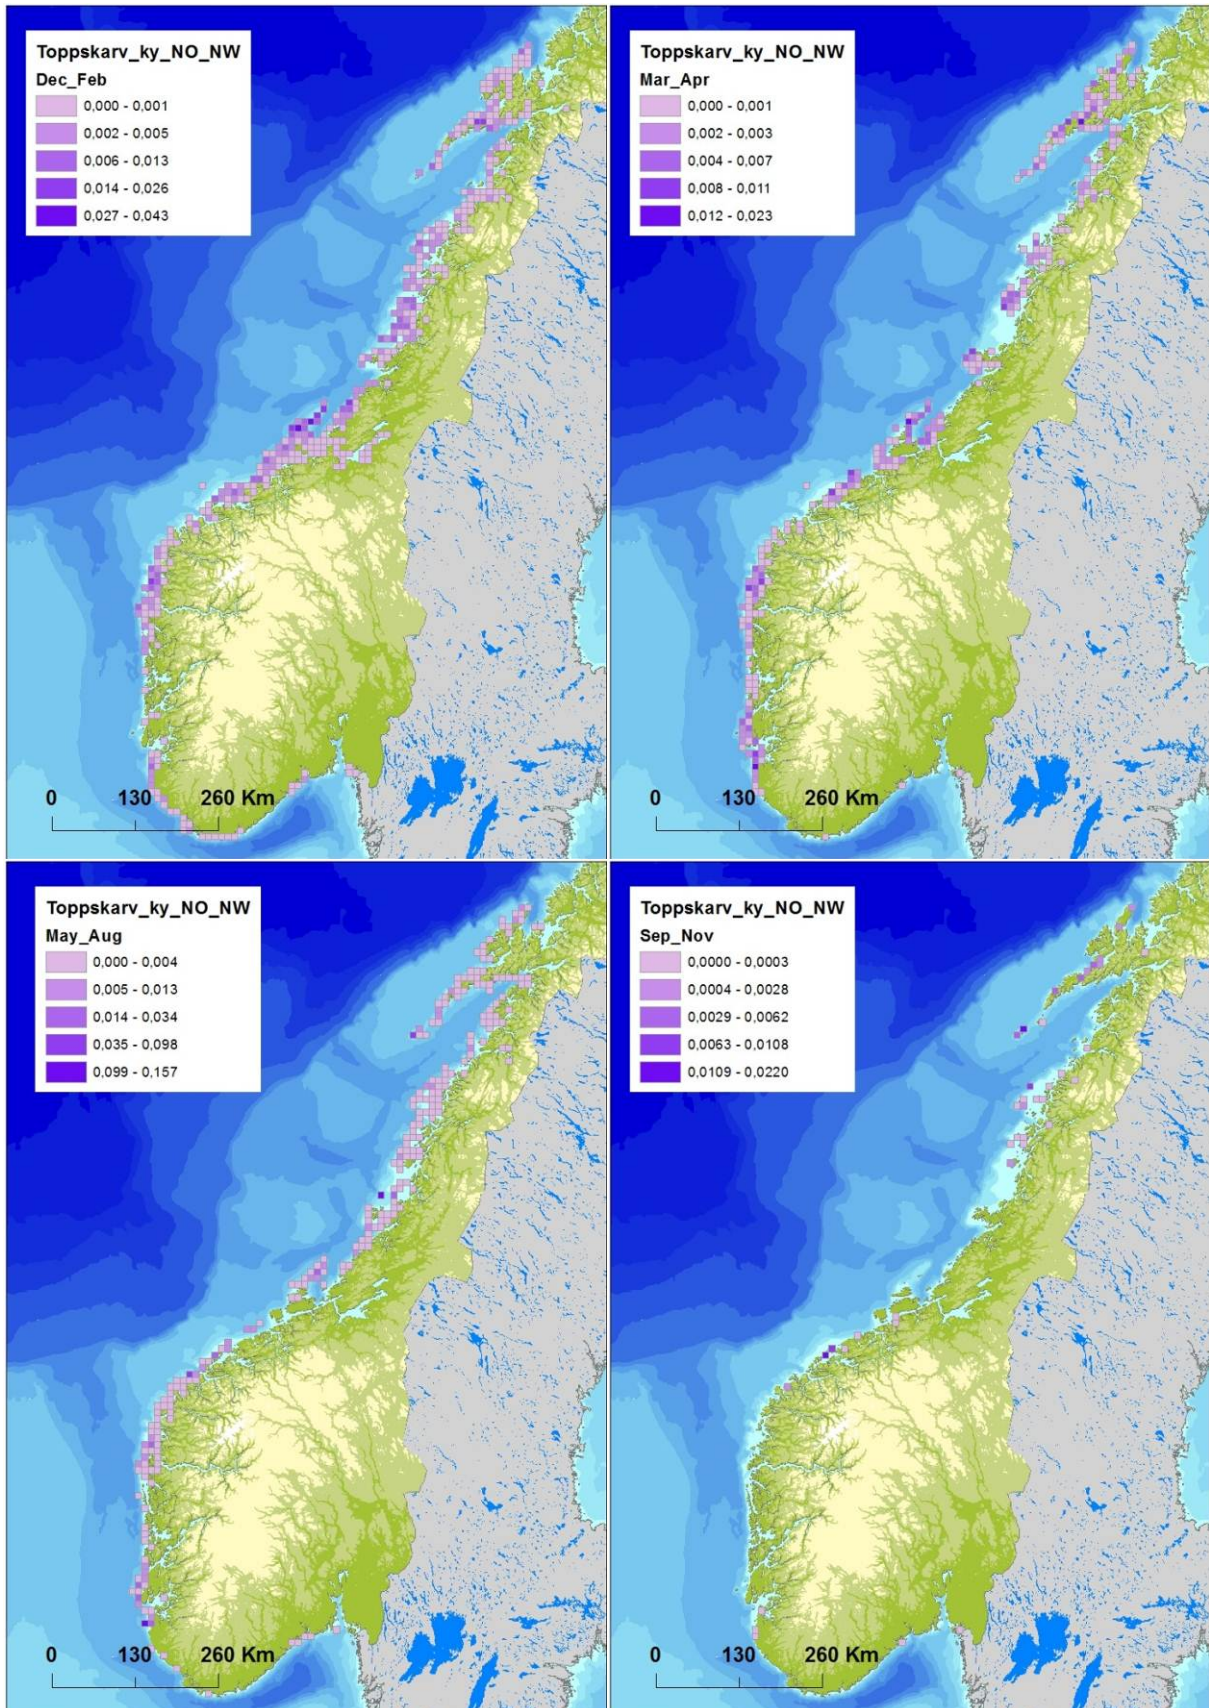 Toppskarv_ky_NO_NW
Dec_Feb
0,000 - 0,001
0,002 - 0,005
0,006 - 0,013
0,014 - 0,026
0,027 - 0,043
0 130 260 Km
Toppskarv_ky_NO_NW
Mar_Apr
0,000 - 0,001
0,002 - 0,003
0,004 - 0,007
0,008 - 0,011
0,012 - 0,023
0 130 260 Km
Toppskarv_ky_NO_NW
May_Aug
0,000 - 0,004
0,005 - 0,013
0,014 - 0,034
0,035 - 0,098
0,099 - 0,157
0 130 260 Km
Toppskarv_ky_NO_NW
Sep_Nov
0,0000 - 0,0003
0,0004 - 0,0028
0,0029 - 0,0062
0,0063 - 0,0108
0,0109 - 0,0220
0 130 260 Km